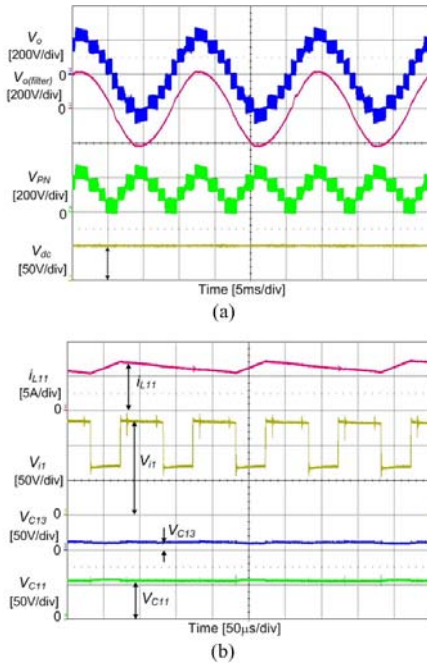 V_o
[200V/div]
0
V_o(filter)
[200V/div]
0
V_PN
[200V/div]
0
V_dc
[50V/div]
Time [5ms/div]
(a)
i_L11
[5A/div]
i_L11
V_i1
[50V/div]
V_i1
0
V_C13
[50V/div]
V_C13
0
V_C11
[50V/div]
V_C11
Time [50μs/div]
(b)